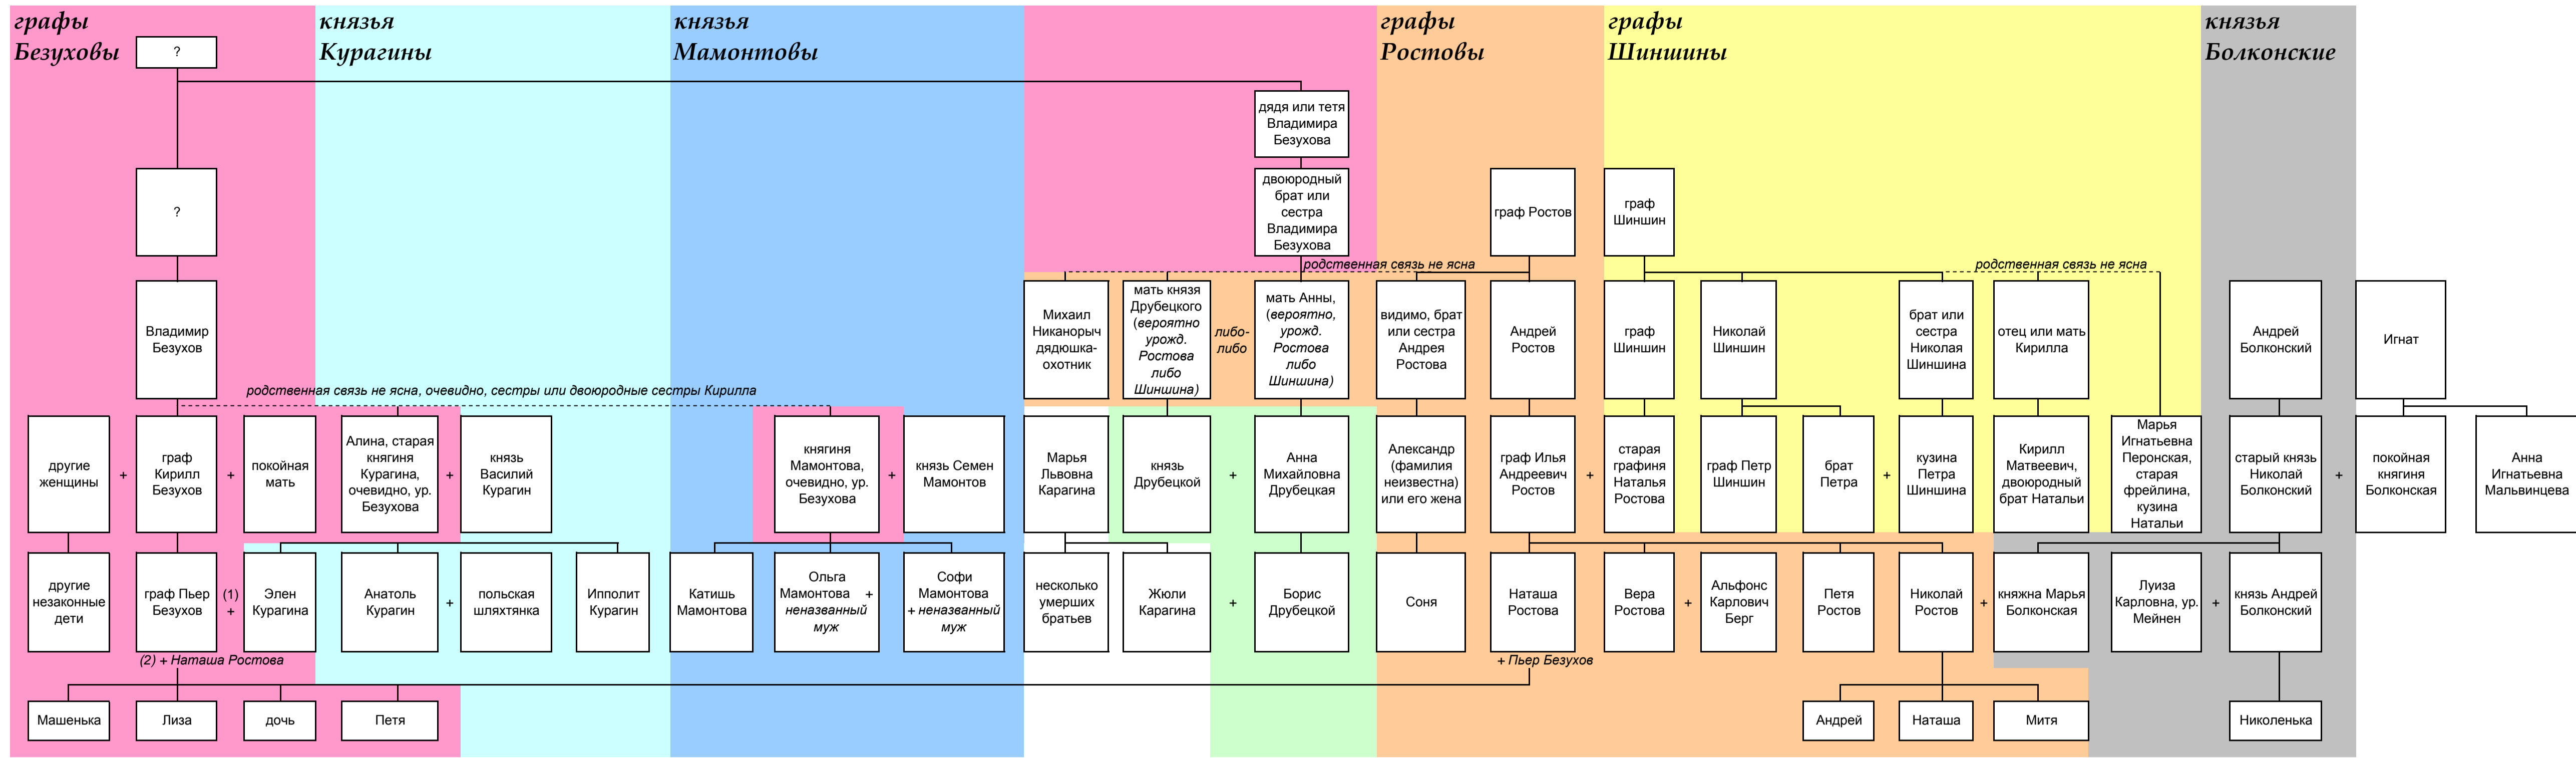 графы
Безуховы
князья
Курагины
князья
Мамонтовы
графы
Ростовы
графы
Шиншины
князья
Болконские
?
дядя или тетя
Владимира
Безухова
?
двоюродный
брат или
сестра
Владимира
Безухова
граф Ростов
граф
Шиншин
родственная связь не ясна
родственная связь не ясна
Владимир
Безухов
Михаил
Никанорыч
дядюшка-
охотник
мать князя
Друбецкого
(вероятно
урожд.
Ростова
либо
Шиншина)
либо-
либо
мать Анны,
(вероятно,
урожд.
Ростова
либо
Шиншина)
видимо, брат
или сестра
Андрея
Ростова
Андрей
Ростов
граф
Шиншин
Николай
Шиншин
брат или
сестра
Николая
Шиншина
отец или мать
Кирилла
Андрей
Болконский
Игнат
родственная связь не ясна, очевидно, сестры или двоюродные сестры Кирилла
другие
женщины
+
граф
Кирилл
Безухов
+
покойная
мать
Алина, старая
княгиня
Курагина,
очевидно, ур.
Безухова
+
князь
Василий
Курагин
княгиня
Мамонтова,
очевидно, ур.
Безухова
+
князь Семен
Мамонтов
Марья
Львовна
Карагина
князь
Друбецкой
+
Анна
Михайловна
Друбецкая
Александр
(фамилия
неизвестна)
или его жена
граф Илья
Андреевич
Ростов
+
старая
графиня
Наталья
Ростова
граф Петр
Шиншин
брат
Петра
+
кузина
Петра
Шиншина
Кирилл
Матвеевич,
двоюродный
брат Натальи
Марья
Игнатьевна
Перонская,
старая
фрейлина,
кузина
Натальи
старый князь
Николай
Болконский
+
покойная
княгиня
Болконская
Анна
Игнатьевна
Мальвинцева
другие
незаконные
дети
граф Пьер
Безухов
(1)
+
Элен
Курагина
Анатоль
Курагин
+
польская
шляхтянка
Ипполит
Курагин
Катишь
Мамонтова
Ольга
Мамонтова +
неназванный
муж
Софи
Мамонтова
+ неназванный
муж
несколько
умерших
братьев
Жюли
Карагина
+
Борис
Друбецкой
Соня
Наташа
Ростова
Вера
Ростова
+
Альфонс
Карлович
Берг
Петя
Ростов
Николай
Ростов
+
княжна Марья
Болконская
Луиза
Карловна, ур.
Мейнен
+
князь Андрей
Болконский
(2) + Наташа Ростова
+ Пьер Безухов
Машенька
Лиза
дочь
Петя
Андрей
Наташа
Митя
Николенька